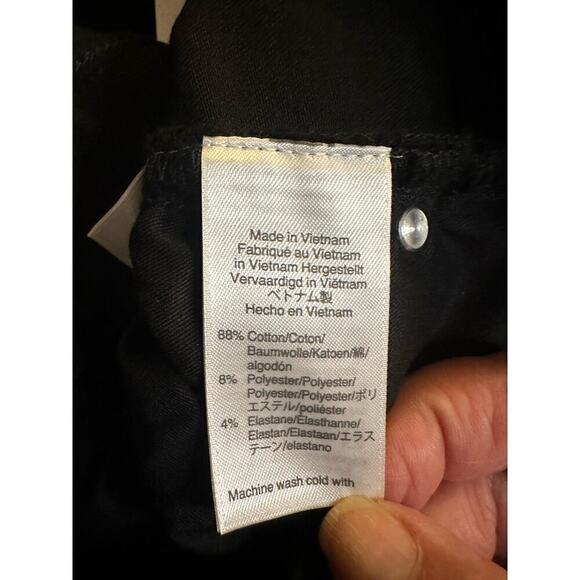 Made in Vietnam
Fabriqué au Vietnam
in Vietnam Hergestellt
Vervaardigd in Viëtnam
ベトナム製
Hecho en Vietnam
88% Cotton/Coton/
Baumwolle/Katoen/綿/
algodón
8% Polyester/Polyester/
Polyester/Polyester/ポリ
エステル/poliéster
4% Elastane/Elasthanne/
Elastan/Elastaan/エラス
テーン/elastano
Machine wash cold with